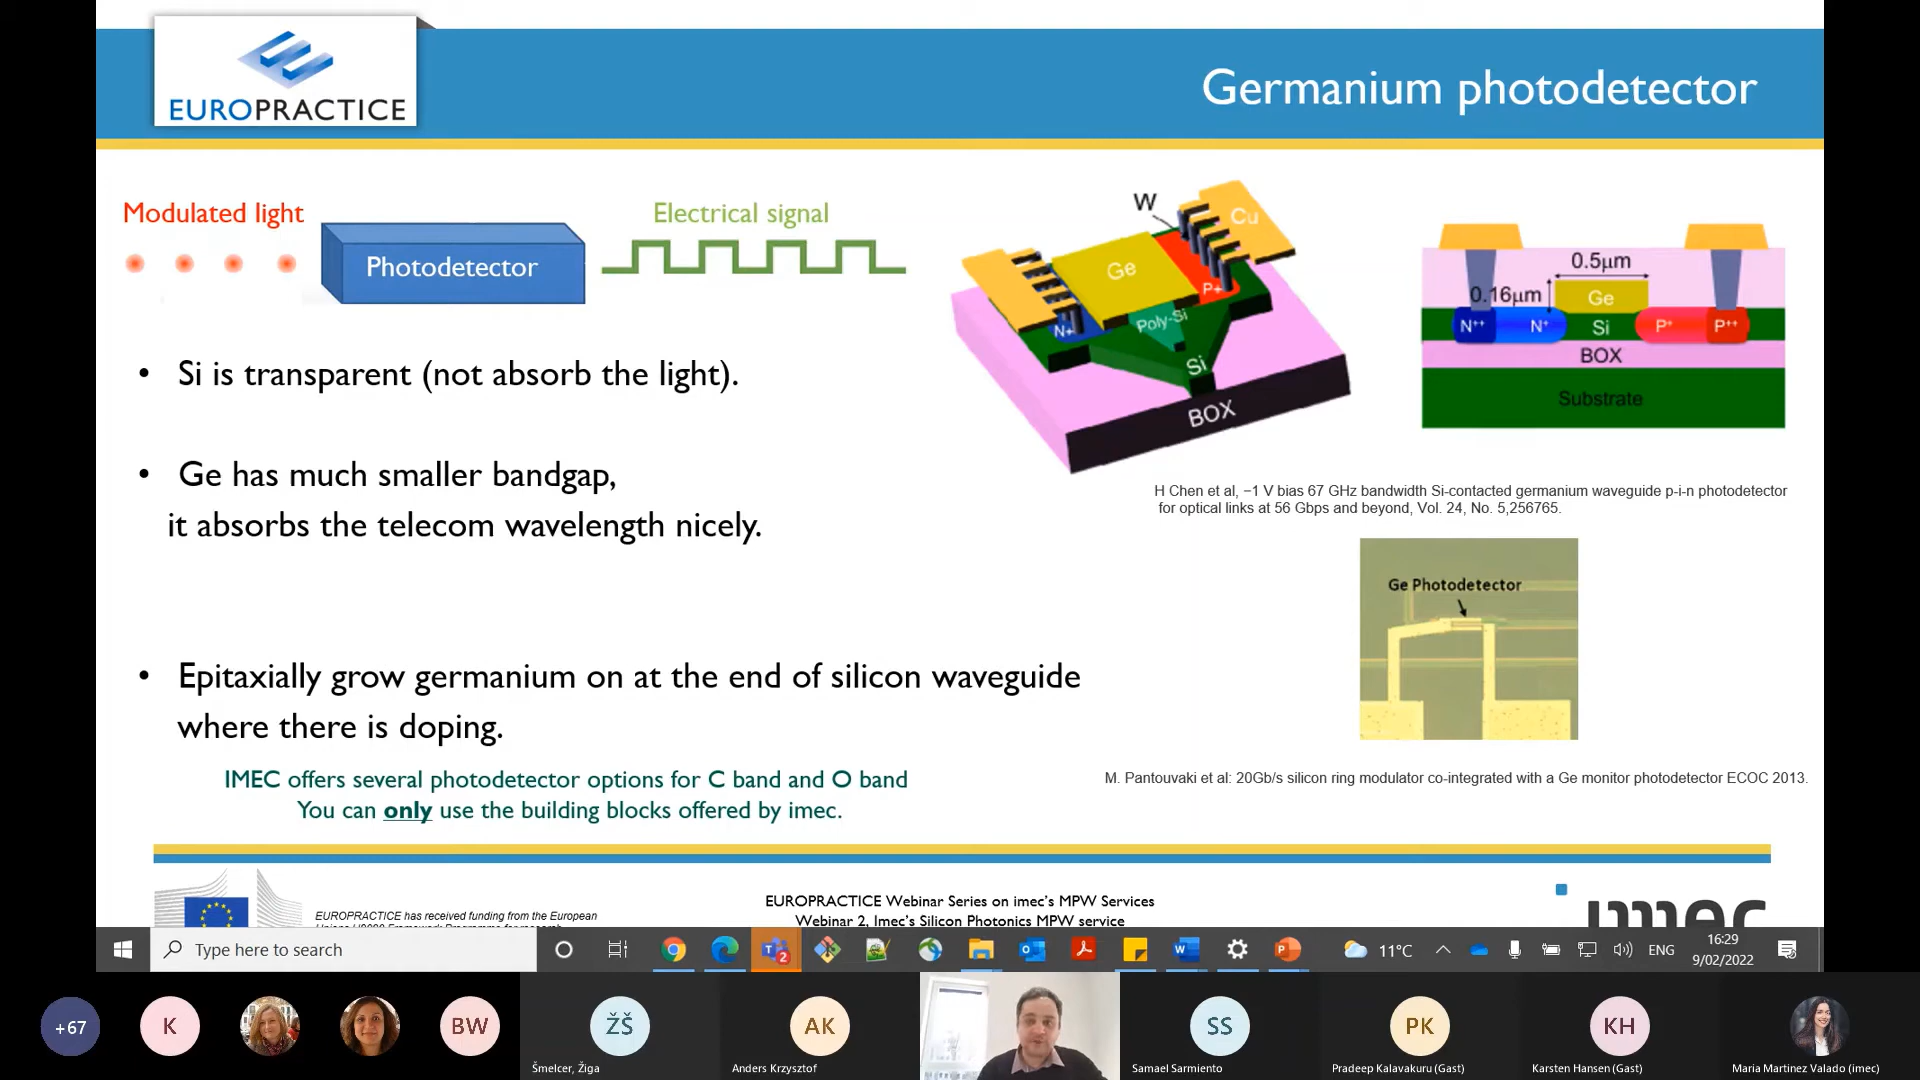 EUROPRACTICE
Germanium photodetector
Modulated light
Photodetector
Electrical signal
W
Cu
Ge
P+
N+
Poly-Si
Si
BOX
0.5μm
0.16μm
Ge
N++
N+
Si
P+
P++
BOX
Substrate
• Si is transparent (not absorb the light).
• Ge has much smaller bandgap,
it absorbs the telecom wavelength nicely.
H Chen et al, −1 V bias 67 GHz bandwidth Si-contacted germanium waveguide p-i-n photodetector
for optical links at 56 Gbps and beyond, Vol. 24, No. 5,256765.
Ge Photodetector
• Epitaxially grow germanium on at the end of silicon waveguide
where there is doping.
IMEC offers several photodetector options for C band and O band
You can only use the building blocks offered by imec.
M. Pantouvaki et al: 20Gb/s silicon ring modulator co-integrated with a Ge monitor photodetector ECOC 2013.
EUROPRACTICE has received funding from the European
EUROPRACTICE Webinar Series on imec's MPW Services
Webinar 2, Imec's Silicon Photonics MPW service
imec
Type here to search
2
11°C
ENG
16:29
9/02/2022
+67
K
BW
ŽŠ
Šmelcer, Žiga
AK
Anders Krzysztof
SS
Samael Sarmiento
PK
Pradeep Kalavakuru (Gast)
KH
Karsten Hansen (Gast)
Maria Martinez Valado (imec)